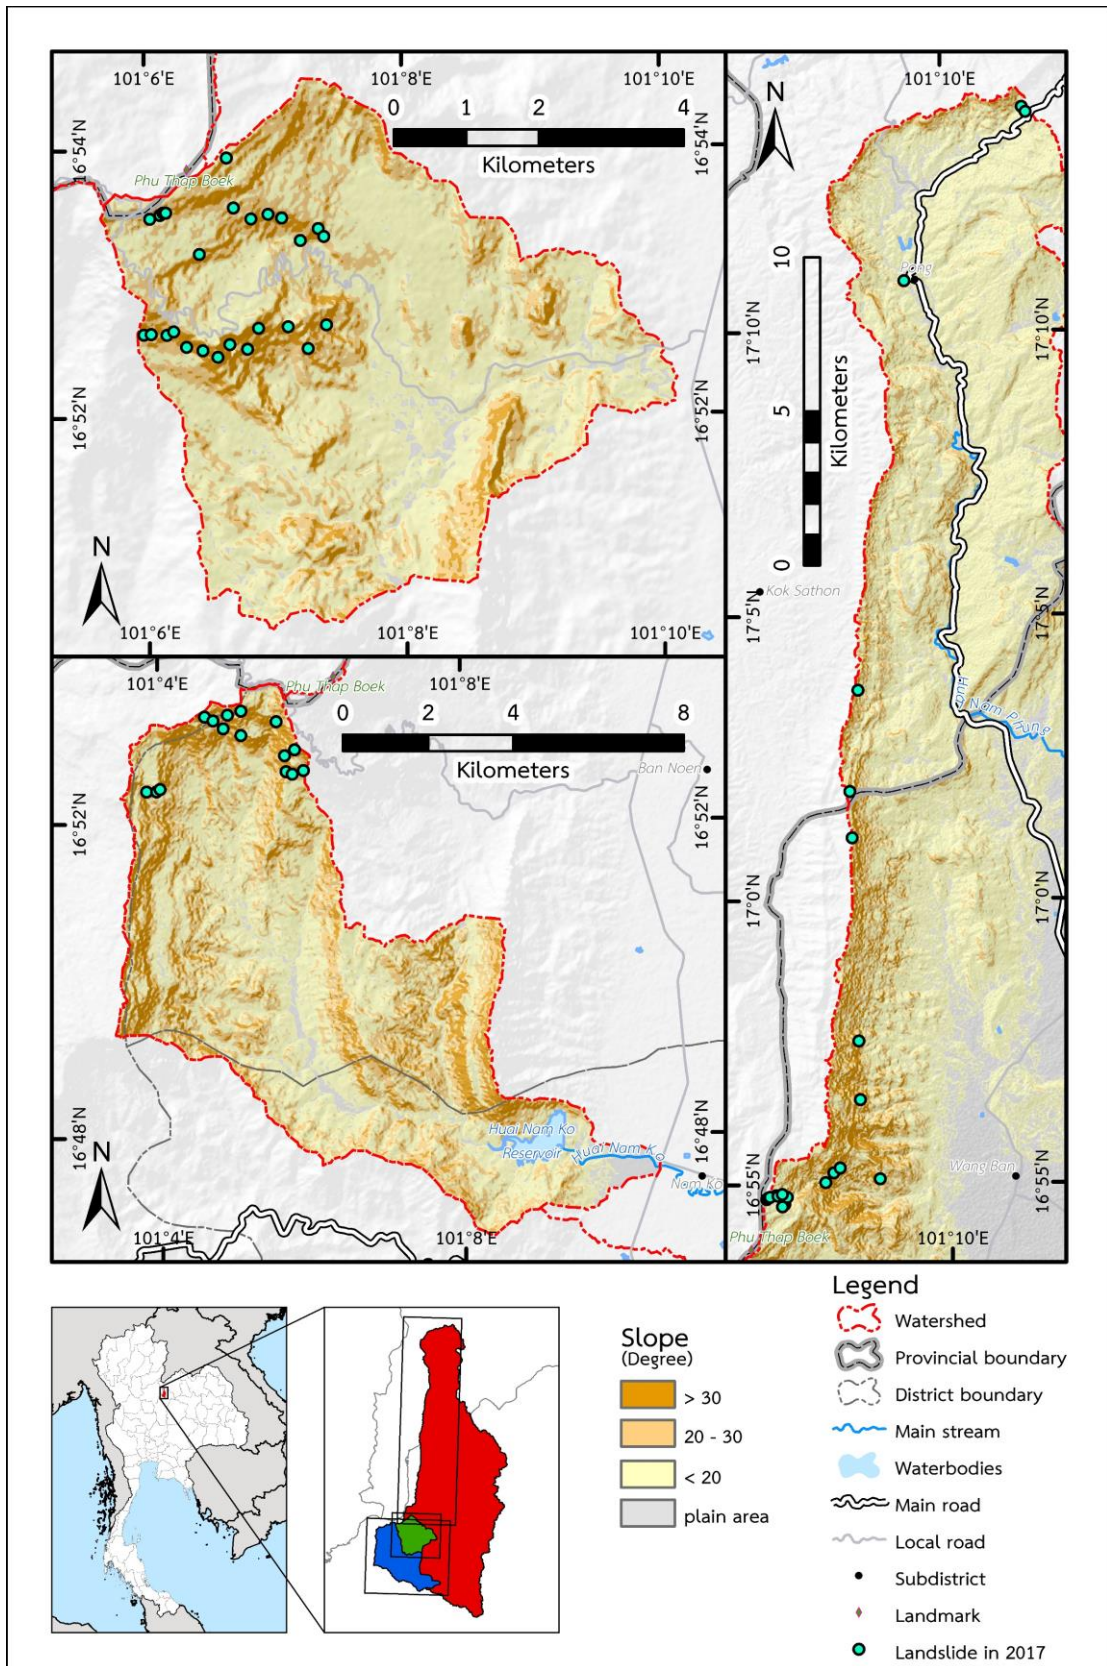 101°6'E
101°8'E
101°10'E
0 1 2 4
Kilometers
N
16°54'N
16°54'N
Phu Thap Boek
16°52'N
16°52'N
N
101°6'E
101°8'E
101°10'E
101°4'E
101°8'E
Phu Thap Boek
0 2 4 8
Kilometers
Ban Noen
16°52'N
16°52'N
16°48'N
16°48'N
Huai Nam Ko
Reservoir
Huai Nam Ko
Nam Ko
N
101°4'E
101°8'E
101°10'E
N
Pong
10
5
0
Kilometers
17°10'N
17°10'N
Kok Sathon
17°5'N
17°5'N
Huai
Nam Phung
17°0'N
17°0'N
Wang Ban
16°55'N
16°55'N
Phu Thap Boek
101°10'E
Slope
(Degree)
> 30
20 - 30
< 20
plain area
Legend
Watershed
Provincial boundary
District boundary
Main stream
Waterbodies
Main road
Local road
Subdistrict
Landmark
Landslide in 2017